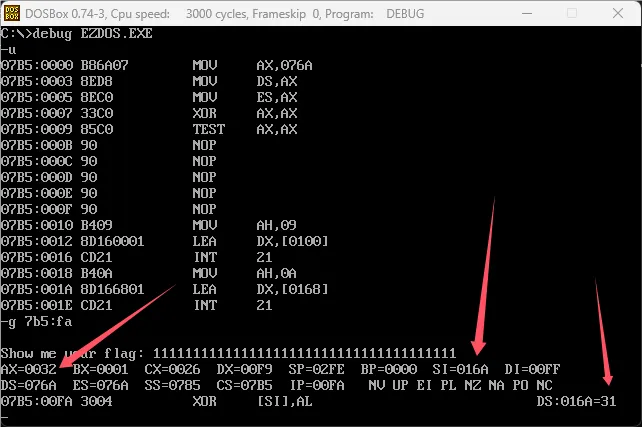 DOSBox 0.74-3, Cpu speed: 3000 cycles, Frameskip 0, Program: DEBUG
C:\>debug EZDOS.EXE
-u
07B5:0000 B86A07 MOV AX,076A
07B5:0003 8ED8 MOV DS,AX
07B5:0005 8EC0 MOV ES,AX
07B5:0007 33C0 XOR AX,AX
07B5:0009 85C0 TEST AX,AX
07B5:000B 90 NOP
07B5:000C 90 NOP
07B5:000D 90 NOP
07B5:000E 90 NOP
07B5:000F 90 NOP
07B5:0010 B409 MOV AH,09
07B5:0012 8D160001 LEA DX,[0100]
07B5:0016 CD21 INT 21
07B5:0018 B40A MOV AH,0A
07B5:001A 8D166801 LEA DX,[0168]
07B5:001E CD21 INT 21
-g 7b5:fa
Show me your flag: 11111111111111111111111111111111111111
AX=0032 BX=0001 CX=0026 DX=00F9 SP=02FE BP=0000 SI=016A DI=00FF
DS=076A ES=076A SS=0785 CS=07B5 IP=00FA NV UP EI PL NZ NA PO NC
07B5:00FA 3004 XOR [SI],AL DS:016A=31
-